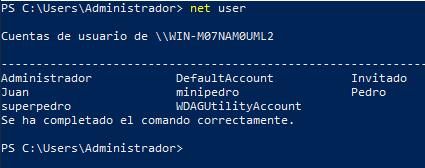 PS C:\Users\Administrador> net user
Cuentas de usuario de \\WIN-M07NAM0UML2
-------------------------------------------------------------------------------
Administrador            DefaultAccount           Invitado
Juan                     minipedro                Pedro
superpedro               WDAGUtilityAccount
Se ha completado el comando correctamente.
PS C:\Users\Administrador>